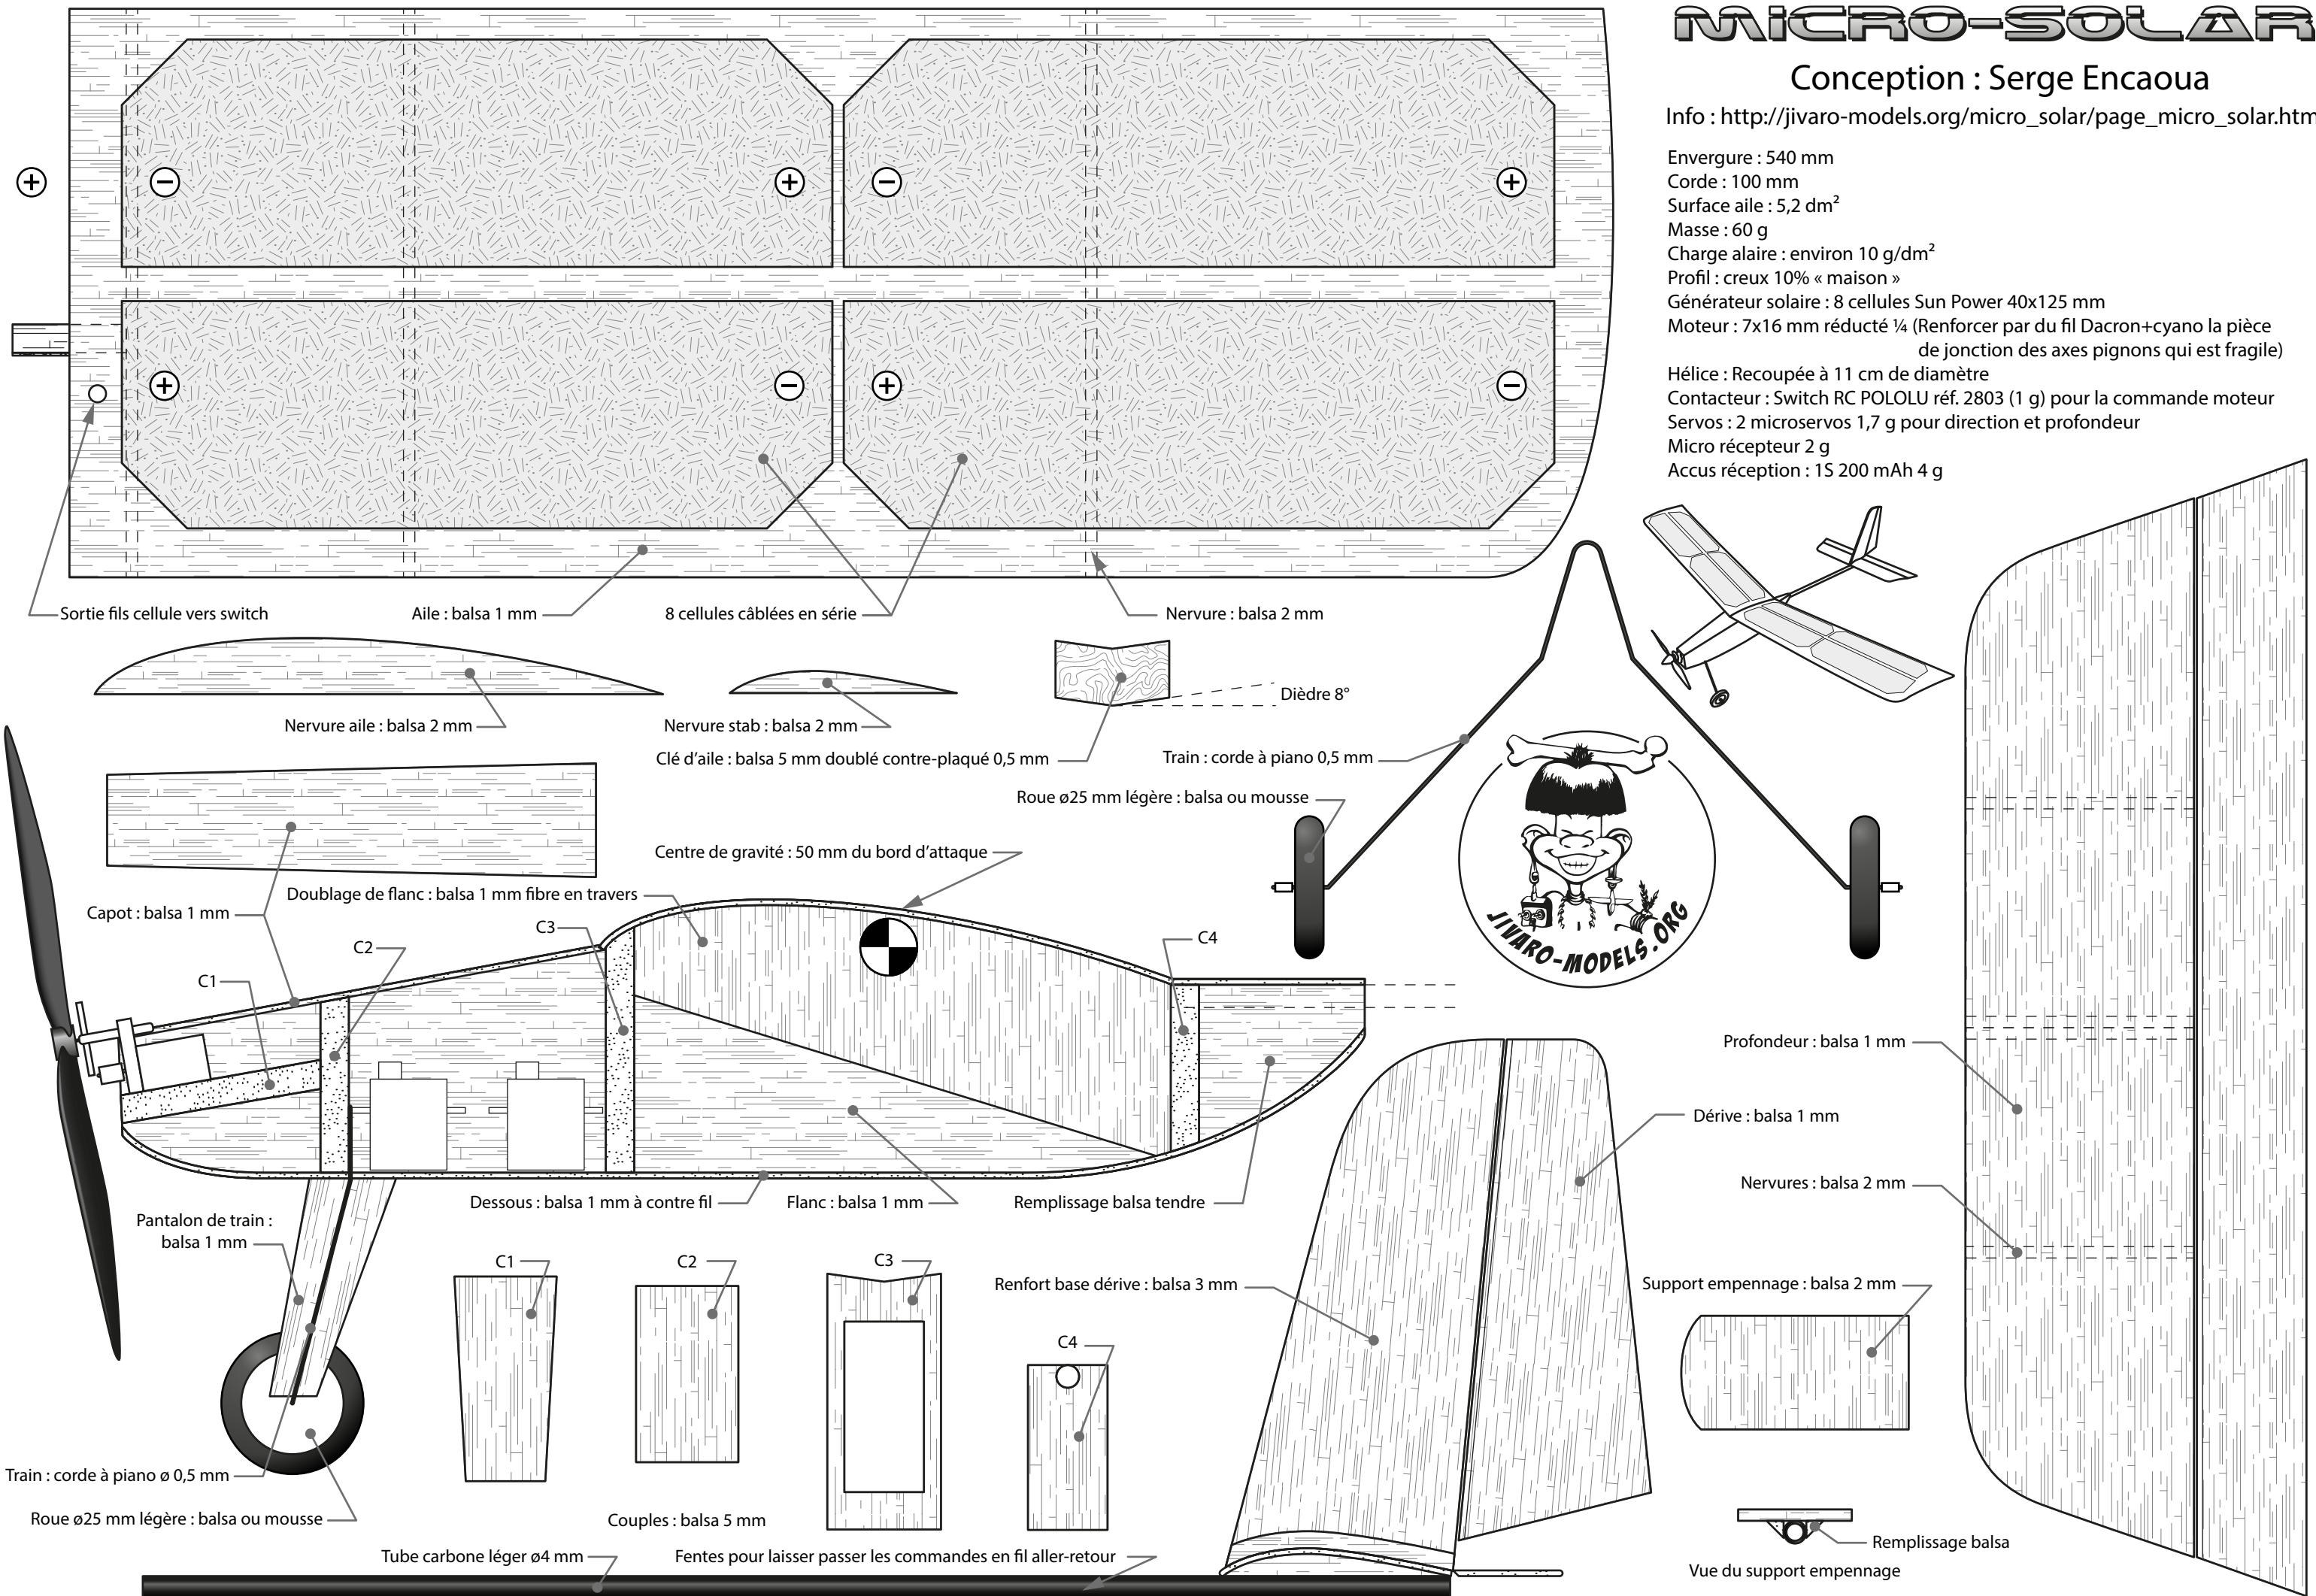 MiCRO-SOLAR
Conception : Serge Encaoua
Info : http://jivaro-models.org/micro_solar/page_micro_solar.htm
Envergure : 540 mm
Corde : 100 mm
Surface aile : 5,2 dm²
Masse : 60 g
Charge alaire : environ 10 g/dm²
Profil : creux 10% « maison »
Générateur solaire : 8 cellules Sun Power 40x125 mm
Moteur : 7x16 mm réducté ¼ (Renforcer par du fil Dacron+cyano la pièce
de jonction des axes pignons qui est fragile)
Hélice : Recoupée à 11 cm de diamètre
Contacteur : Switch RC POLOLU réf. 2803 (1 g) pour la commande moteur
Servos : 2 microservos 1,7 g pour direction et profondeur
Micro récepteur 2 g
Accus réception : 1S 200 mAh 4 g
+
−
+
−
+
+
−
+
−
Sortie fils cellule vers switch
Aile : balsa 1 mm
8 cellules câblées en série
Nervure : balsa 2 mm
Nervure aile : balsa 2 mm
Nervure stab : balsa 2 mm
Dièdre 8°
Clé d'aile : balsa 5 mm doublé contre-plaqué 0,5 mm
Train : corde à piano 0,5 mm
Roue ø25 mm légère : balsa ou mousse
Centre de gravité : 50 mm du bord d'attaque
Doublage de flanc : balsa 1 mm fibre en travers
Capot : balsa 1 mm
C1
C2
C3
C4
JIVARO-MODELS.ORG
Profondeur : balsa 1 mm
Dérive : balsa 1 mm
Nervures : balsa 2 mm
Dessous : balsa 1 mm à contre fil
Flanc : balsa 1 mm
Remplissage balsa tendre
Pantalon de train :
balsa 1 mm
C1
C2
C3
C4
Renfort base dérive : balsa 3 mm
Support empennage : balsa 2 mm
Train : corde à piano ø 0,5 mm
Roue ø25 mm légère : balsa ou mousse
Couples : balsa 5 mm
Remplissage balsa
Vue du support empennage
Tube carbone léger ø4 mm
Fentes pour laisser passer les commandes en fil aller-retour